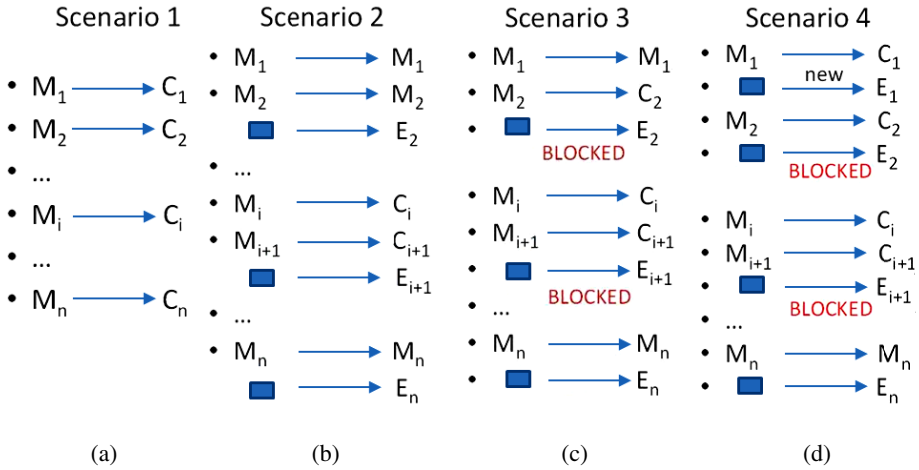 Scenario 1
• M₁ C₁
• M₂ C₂
• ...
• Mᵢ Cᵢ
• ...
• Mₙ Cₙ
(a)
Scenario 2
• M₁ M₁
• M₂ M₂
• E₂
• ...
• Mᵢ Cᵢ
• Mᵢ₊₁ Cᵢ₊₁
Eᵢ₊₁
• ...
• Mₙ Mₙ
Eₙ
(b)
Scenario 3
• M₁ M₁
• M₂ C₂
• E₂
BLOCKED
• Mᵢ Cᵢ
• Mᵢ₊₁ Cᵢ₊₁
• Eᵢ₊₁
BLOCKED
• ...
• Mₙ Mₙ
• Eₙ
(c)
Scenario 4
• M₁ C₁
new
• E₁
• M₂ C₂
• E₂
BLOCKED
• Mᵢ Cᵢ
• Mᵢ₊₁ Cᵢ₊₁
• Eᵢ₊₁
BLOCKED
• ...
• Mₙ Mₙ
• Eₙ
(d)